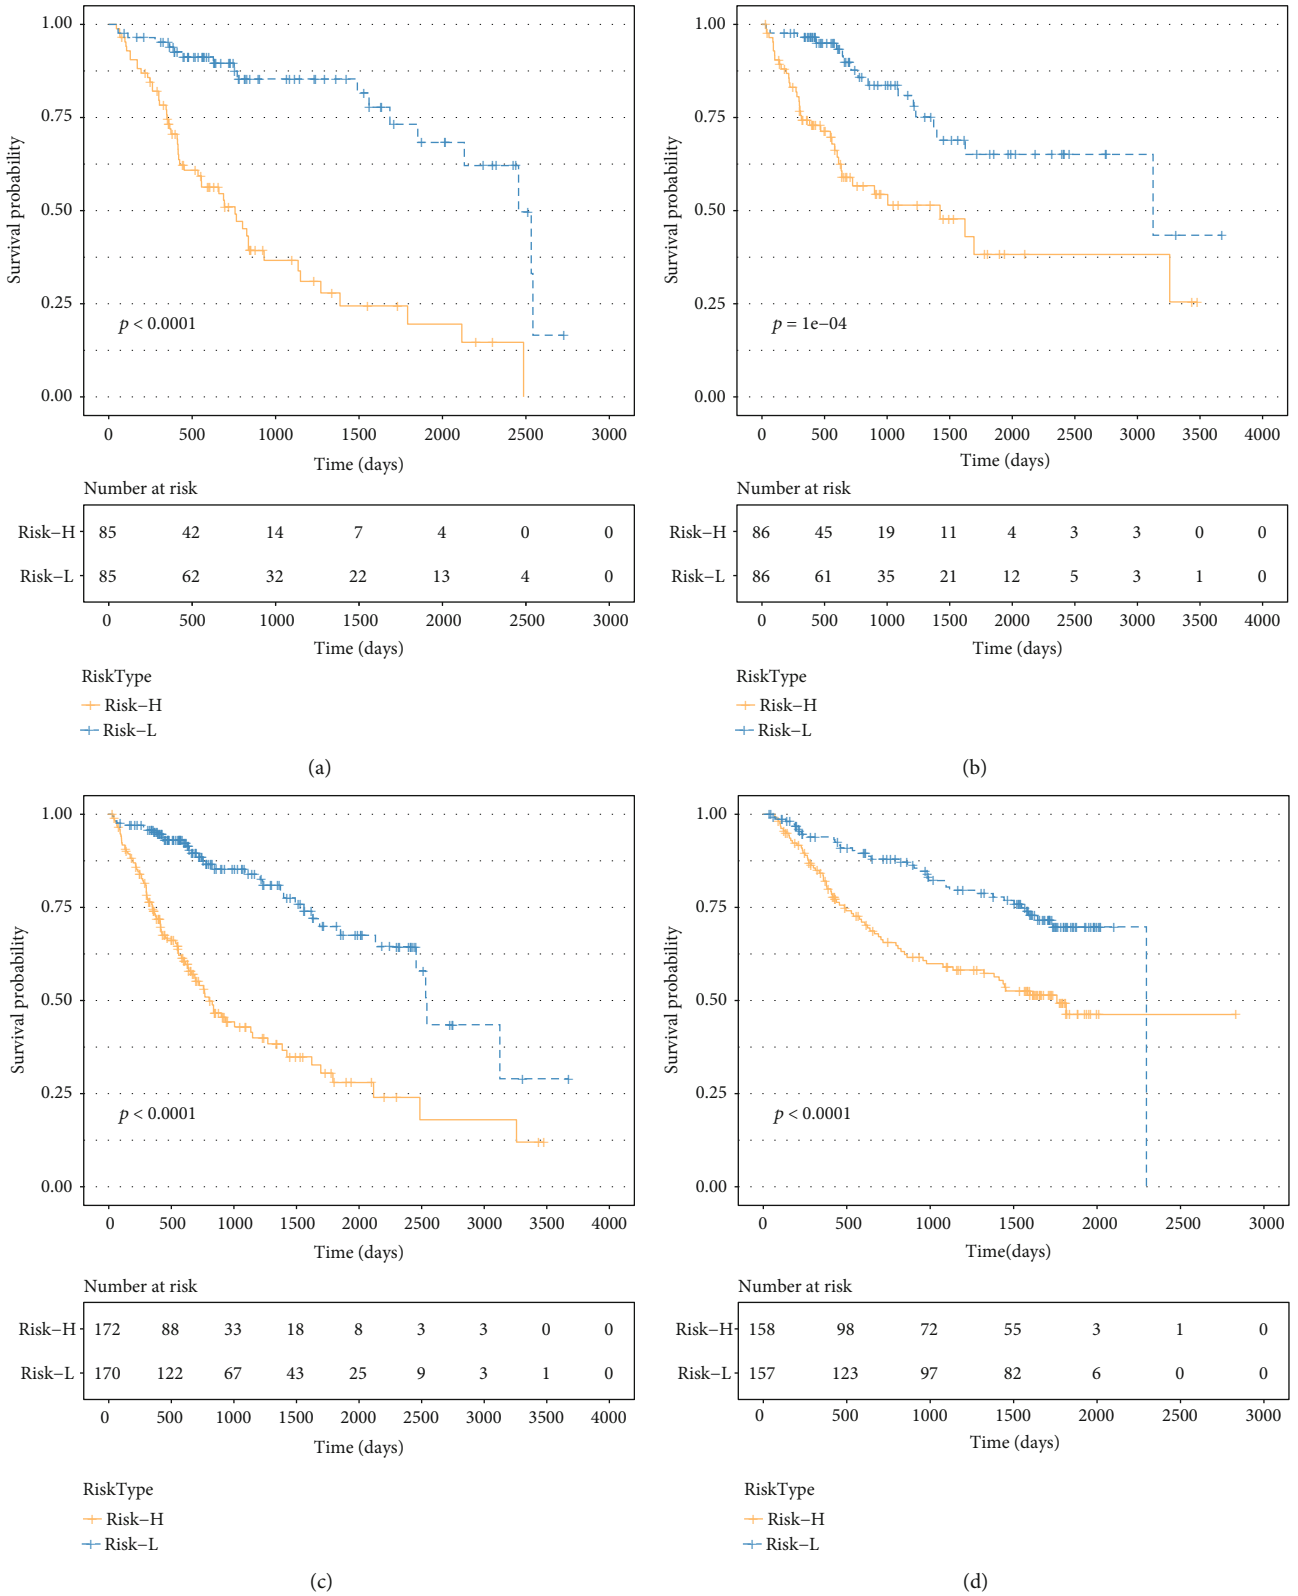 1.00
0.75
0.50
0.25
0.00
Survival probability
p < 0.0001
0 500 1000 1500 2000 2500 3000
Time (days)
Number at risk
Risk–H 85 42 14 7 4 0 0
Risk–L 85 62 32 22 13 4 0
0 500 1000 1500 2000 2500 3000
Time (days)
RiskType
Risk–H
Risk–L
(a)
1.00
0.75
0.50
0.25
0.00
Survival probability
p = 1e–04
0 500 1000 1500 2000 2500 3000 3500 4000
Time (days)
Number at risk
Risk–H 86 45 19 11 4 3 3 0 0
Risk–L 86 61 35 21 12 5 3 1 0
0 500 1000 1500 2000 2500 3000 3500 4000
Time (days)
RiskType
Risk–H
Risk–L
(b)
1.00
0.75
0.50
0.25
0.00
Survival probability
p < 0.0001
0 500 1000 1500 2000 2500 3000 3500 4000
Time (days)
Number at risk
Risk–H 172 88 33 18 8 3 3 0 0
Risk–L 170 122 67 43 25 9 3 1 0
0 500 1000 1500 2000 2500 3000 3500 4000
Time (days)
RiskType
Risk–H
Risk–L
(c)
1.00
0.75
0.50
0.25
0.00
Survival probability
p < 0.0001
0 500 1000 1500 2000 2500 3000
Time(days)
Number at risk
Risk–H 158 98 72 55 3 1 0
Risk–L 157 123 97 82 6 0 0
0 500 1000 1500 2000 2500 3000
Time (days)
RiskType
Risk–H
Risk–L
(d)